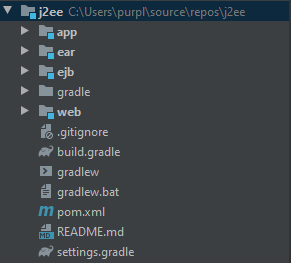 j2ee C:\Users\purpl\source\repos\j2ee
app
ear
ejb
gradle
web
.gitignore
build.gradle
gradlew
gradlew.bat
m pom.xml
MD README.md
settings.gradle